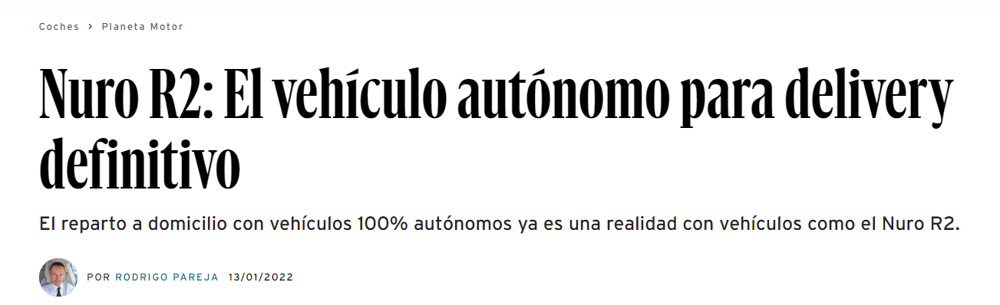 Coches > Planeta Motor
Nuro R2: El vehículo autónomo para delivery
definitivo
El reparto a domicilio con vehículos 100% autónomos ya es una realidad con vehículos como el Nuro R2.
POR RODRIGO PAREJA 13/01/2022